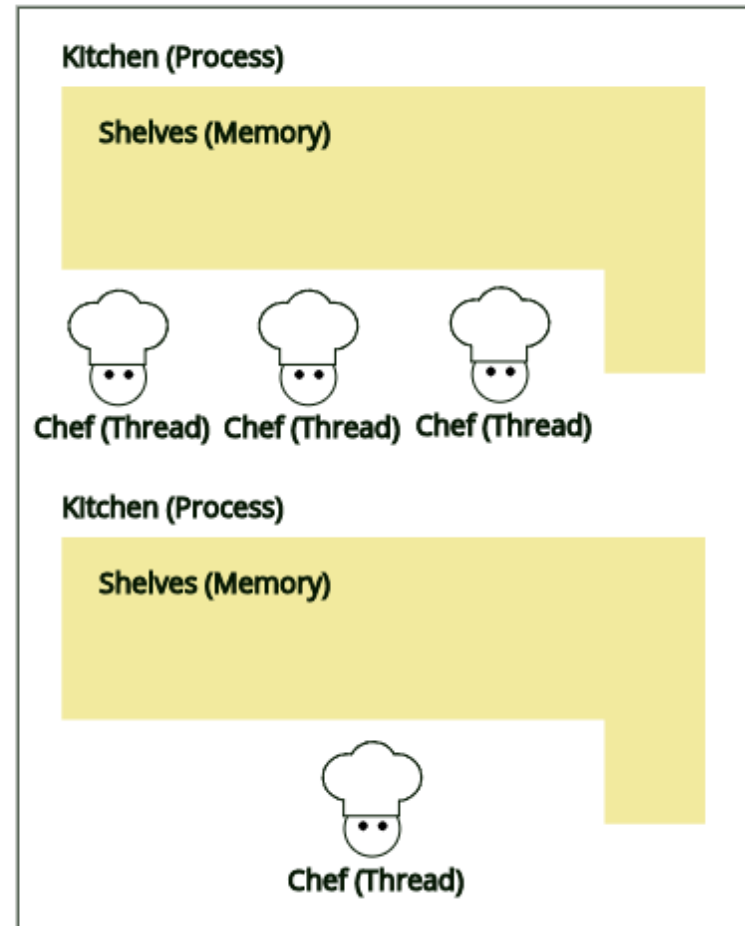 Kitchen (Process)
Shelves (Memory)
Chef (Thread) Chef (Thread) Chef (Thread)
Kitchen (Process)
Shelves (Memory)
Chef (Thread)